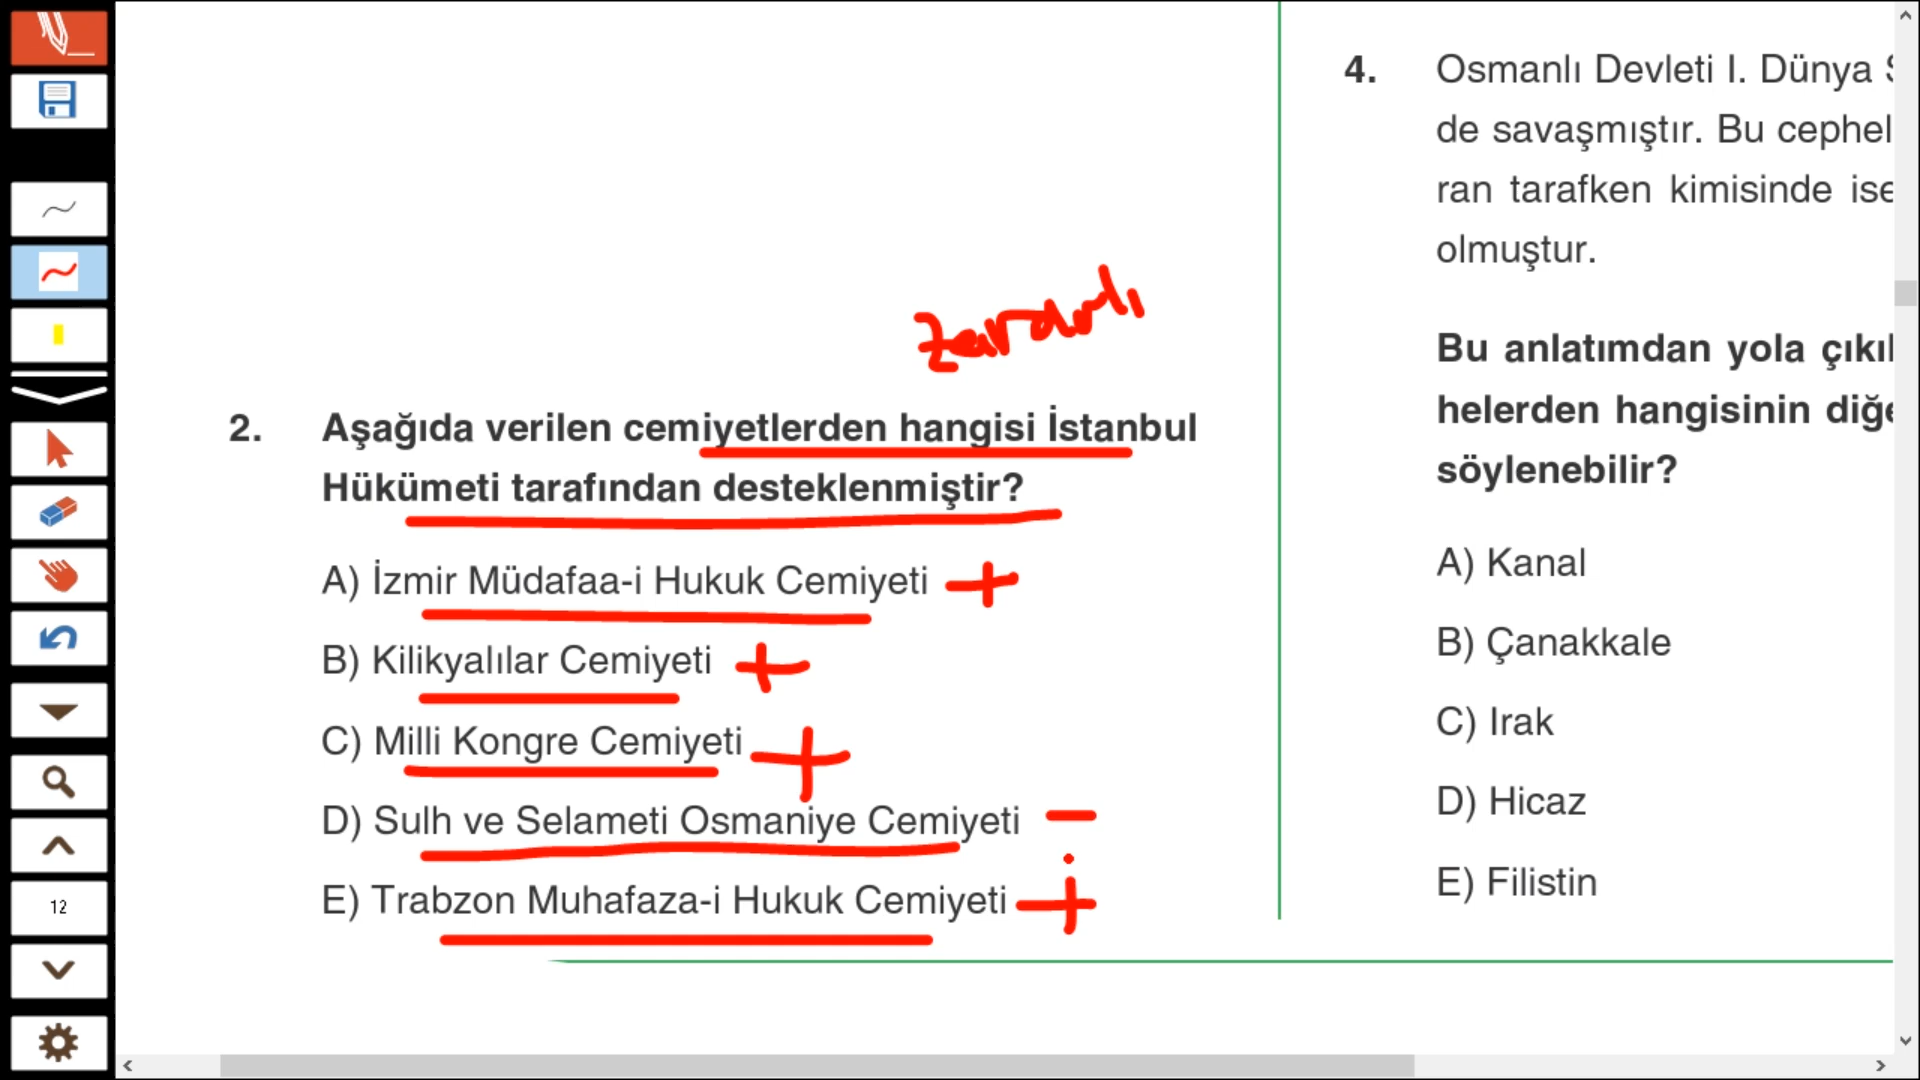 zararlı
2. Aşağıda verilen cemiyetlerden hangisi İstanbul
Hükümeti tarafından desteklenmiştir?
A) İzmir Müdafaa-i Hukuk Cemiyeti +
B) Kilikyalılar Cemiyeti +
C) Milli Kongre Cemiyeti +
D) Sulh ve Selameti Osmaniye Cemiyeti -
E) Trabzon Muhafaza-i Hukuk Cemiyeti +
4. Osmanlı Devleti I. Dünya
de savaşmıştır. Bu cephel
ran tarafken kimisinde ise
olmuştur.
Bu anlatımdan yola çıkıl
helerden hangisinin diğe
söylenebilir?
A) Kanal
B) Çanakkale
C) Irak
D) Hicaz
E) Filistin
12